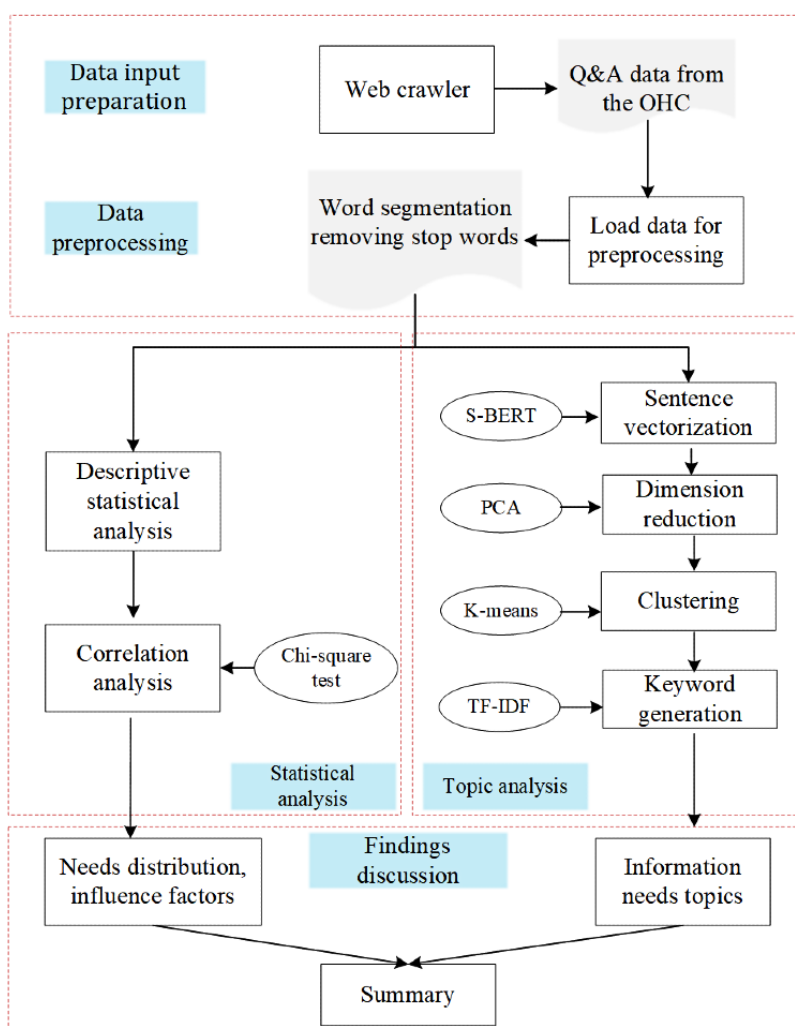 Data input
preparation
Web crawler
Q&A data from
the OHC
Data
preprocessing
Word segmentation
removing stop words
Load data for
preprocessing
Descriptive
statistical
analysis
Correlation
analysis
Chi-square
test
Statistical
analysis
S-BERT
Sentence
vectorization
PCA
Dimension
reduction
K-means
Clustering
TF-IDF
Keyword
generation
Topic analysis
Needs distribution,
influence factors
Findings
discussion
Information
needs topics
Summary